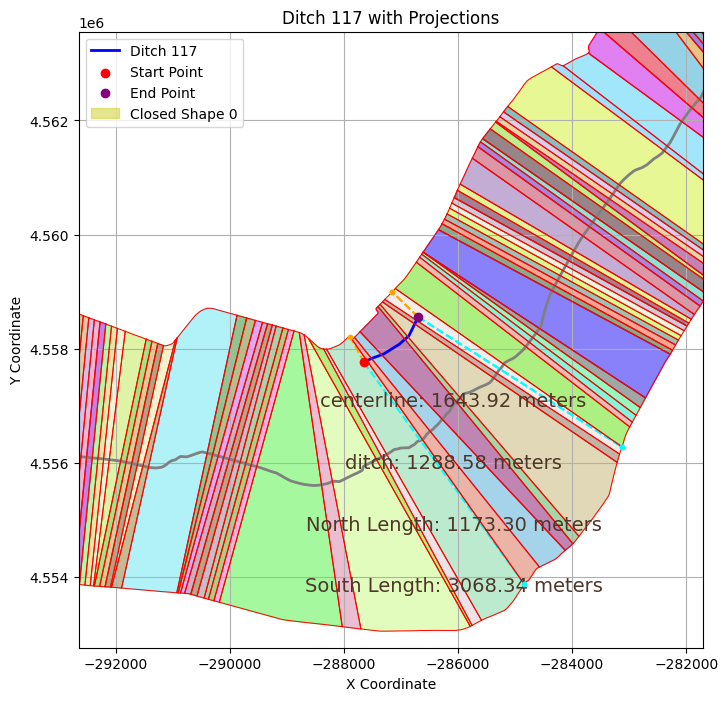 Ditch 117 with Projections
1e6
Ditch 117
Start Point
End Point
Closed Shape 0
4.562
4.560
4.558
4.556
4.554
Y Coordinate
centerline: 1643.92 meters
ditch: 1288.58 meters
North Length: 1173.30 meters
South Length: 3068.34 meters
−292000 −290000 −288000 −286000 −284000 −282000
X Coordinate